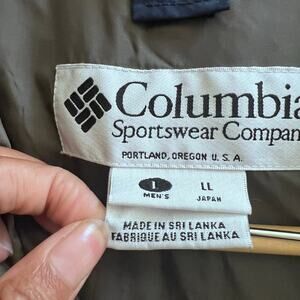 Columbia
Sportswear Compan
PORTLAND, OREGON U. S. A.
LL
MEN'S JAPAN
MADE IN SRI LANKA
FABRIQUE AU SRI LANKA